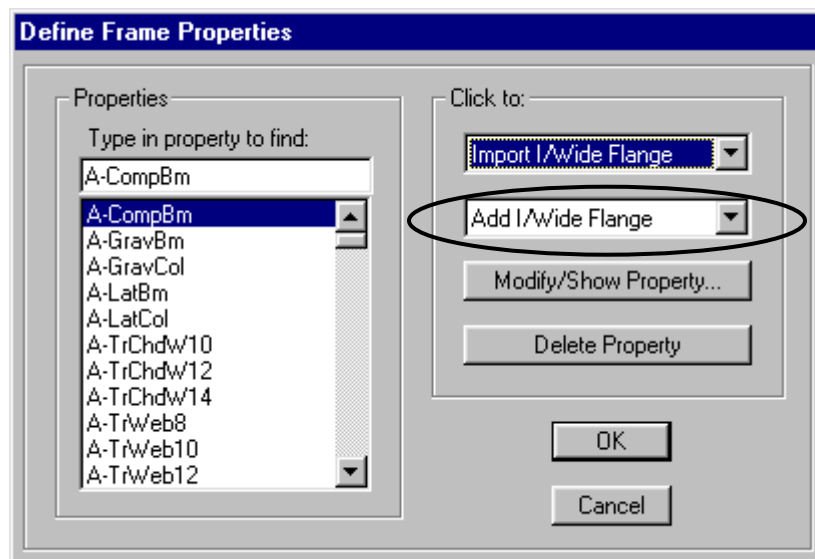 Define Frame Properties
Properties
Type in property to find:
A-CompBm
A-CompBm
A-GravBm
A-GravCol
A-LatBm
A-LatCol
A-TrChdW10
A-TrChdW12
A-TrChdW14
A-TrWeb8
A-TrWeb10
A-TrWeb12
Click to:
Import I/Wide Flange
Add I/Wide Flange
Modify/Show Property...
Delete Property
OK
Cancel